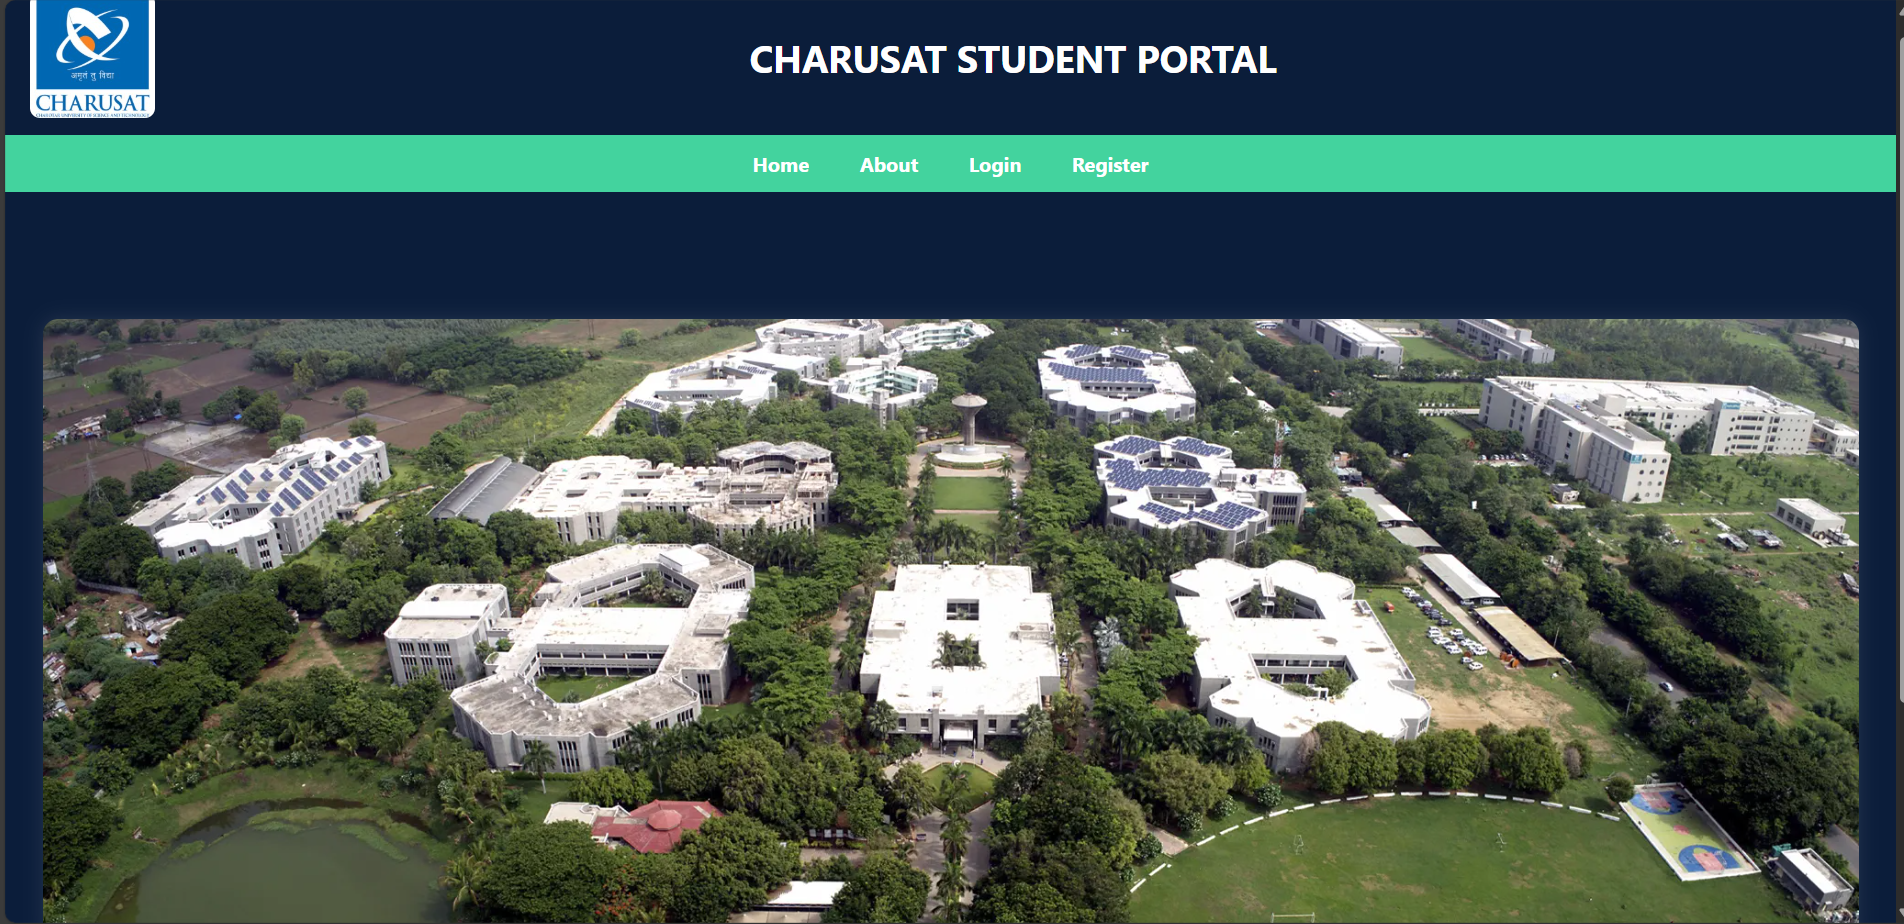 अमृतं तु विद्या
CHARUSAT
CHAROTAR UNIVERSITY OF SCIENCE AND TECHNOLOGY
CHARUSAT STUDENT PORTAL
Home About Login Register